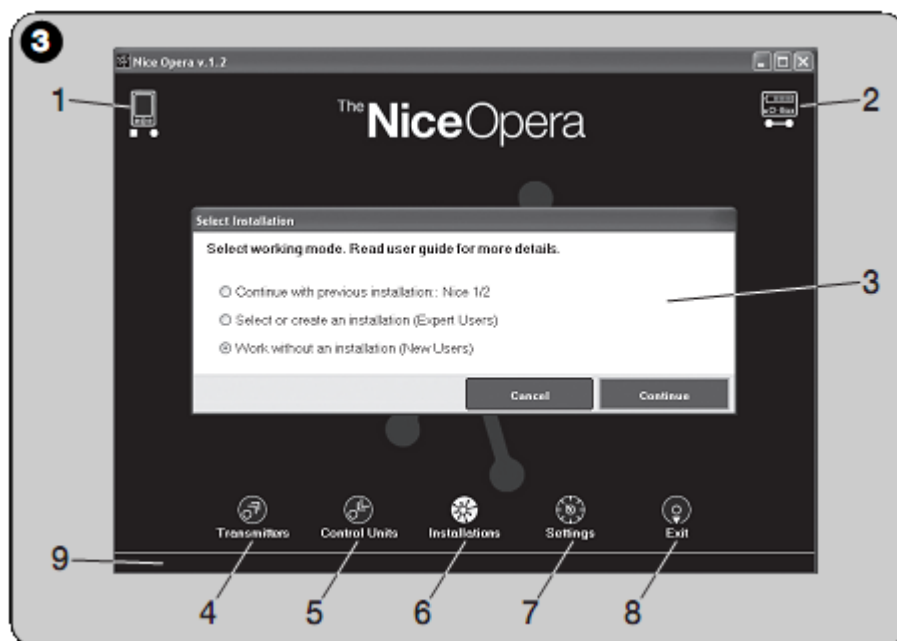 3
Nice Opera v.1.2
1
The NiceOpera
2
Select Installation
Select working mode. Read user guide for more details.
Continue with previous installation:: Nice 1/2
3
Select or create an installation (Expert Users)
Work without an installation (New Users)
Cancel Continue
Transmitters Control Units Installations Settings Exit
9
4 5 6 7 8